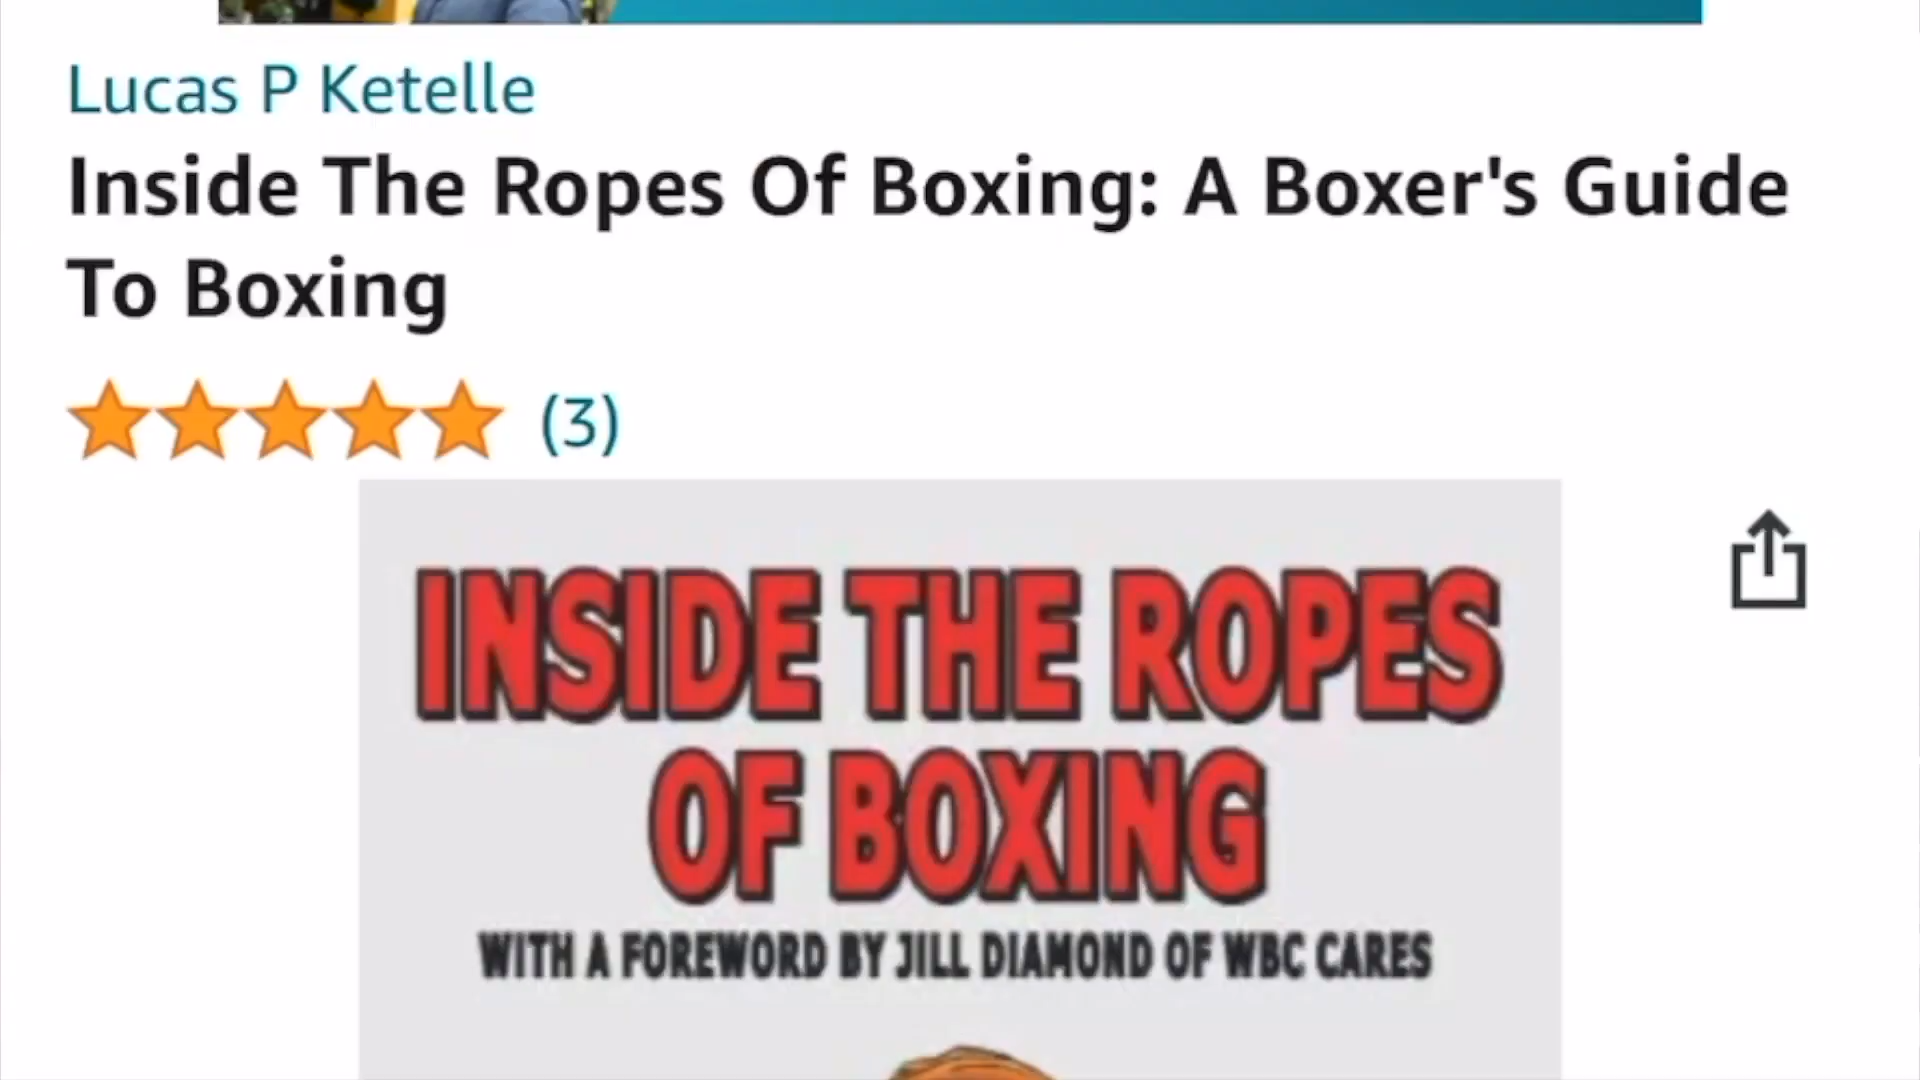 Lucas P Ketelle
Inside The Ropes Of Boxing: A Boxer's Guide
To Boxing
(3)
INSIDE THE ROPES
OF BOXING
WITH A FOREWORD BY JILL DIAMOND OF WBC CARES